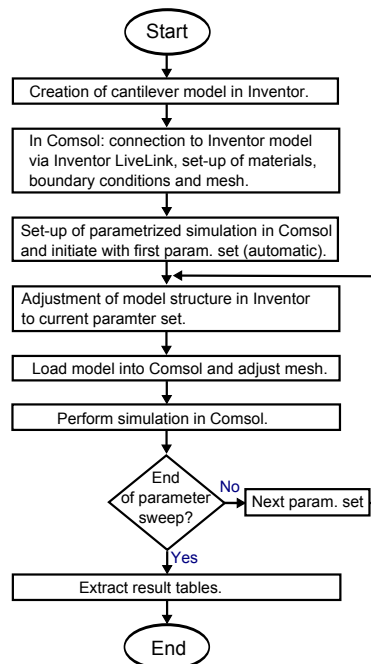 Start
Creation of cantilever model in Inventor.
In Comsol: connection to Inventor model
via Inventor LiveLink, set-up of materials,
boundary conditions and mesh.
Set-up of parametrized simulation in Comsol
and initiate with first param. set (automatic).
Adjustment of model structure in Inventor
to current paramter set.
Load model into Comsol and adjust mesh.
Perform simulation in Comsol.
End
of parameter
sweep?
No
Next param. set
Yes
Extract result tables.
End